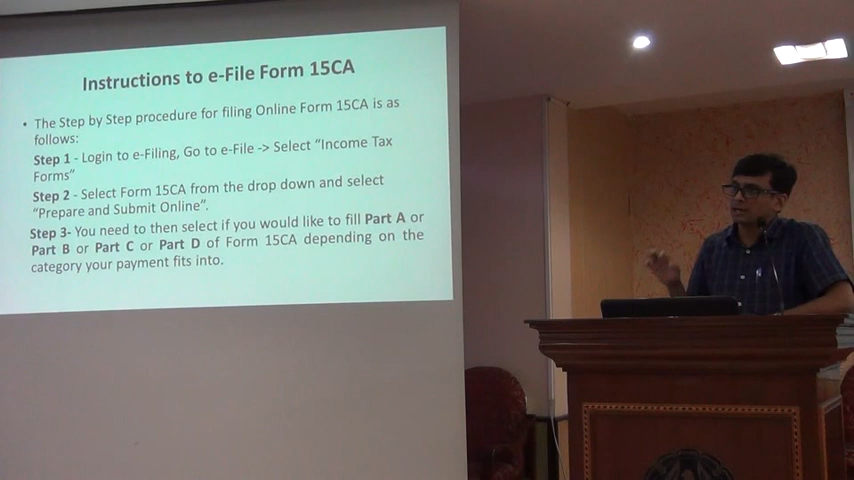 Instructions to e-File Form 15CA
• The Step by Step procedure for filing Online Form 15CA is as
follows:
Step 1 - Login to e-Filing, Go to e-File -> Select “Income Tax
Forms”
Step 2 - Select Form 15CA from the drop down and select
“Prepare and Submit Online”.
Step 3- You need to then select if you would like to fill Part A or
Part B or Part C or Part D of Form 15CA depending on the
category your payment fits into.